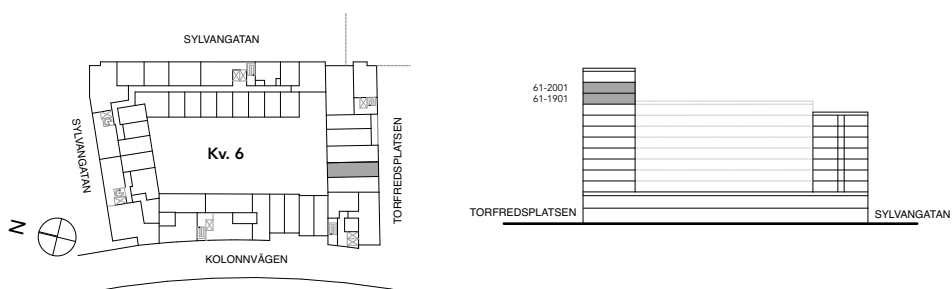 SYLVANGATAN
SYLVANGATAN
Kv. 6
TORFREDSPLATSEN
N
KOLONNVÄGEN
61-2001
61-1901
TORFREDSPLATSEN
SYLVANGATAN